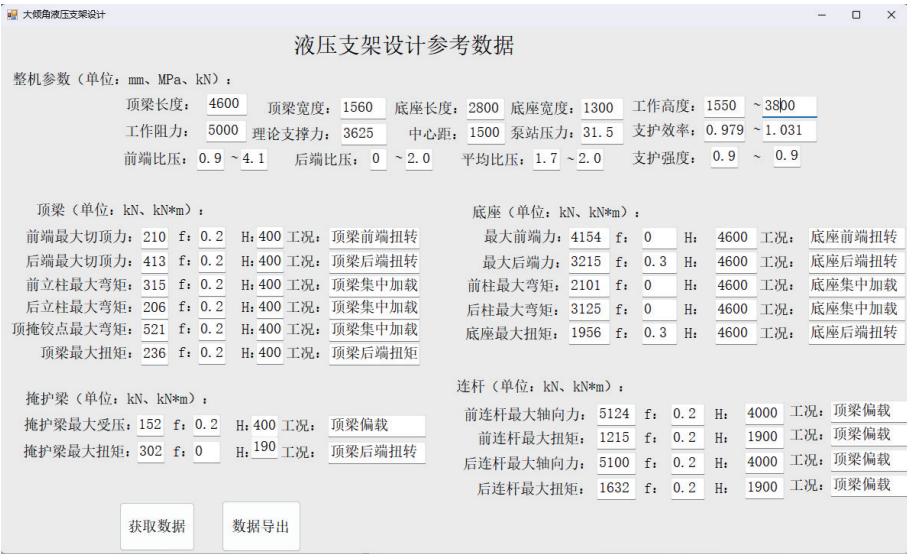 大倾角液压支架设计
液压支架设计参考数据
整机参数（单位：mm、MPa、kN）：
顶梁长度： 4600 顶梁宽度： 1560 底座长度： 2800 底座宽度： 1300 工作高度： 1550 ~ 3800
工作阻力： 5000 理论支撑力： 3625 中心距： 1500 泵站压力： 31.5 支护效率： 0.979 ~ 1.031
前端比压： 0.9 ~ 4.1 后端比压： 0 ~ 2.0 平均比压： 1.7 ~ 2.0 支护强度： 0.9 ~ 0.9
顶梁（单位：kN、kN*m）：
前端最大切顶力： 210 f： 0.2 H： 400 工况： 顶梁前端扭转
后端最大切顶力： 413 f： 0.2 H： 400 工况： 顶梁后端扭转
前立柱最大弯矩： 315 f： 0.2 H： 400 工况： 顶梁集中加载
后立柱最大弯矩： 206 f： 0.2 H： 400 工况： 顶梁集中加载
顶掩铰点最大弯矩： 521 f： 0.2 H： 400 工况： 顶梁集中加载
顶梁最大扭矩： 236 f： 0.2 H： 400 工况： 顶梁后端扭矩
底座（单位：kN、kN*m）：
最大前端力： 4154 f： 0 H： 4600 工况： 底座前端扭转
最大后端力： 3215 f： 0.3 H： 4600 工况： 底座后端扭转
前柱最大弯矩： 2101 f： 0 H： 4600 工况： 底座集中加载
后柱最大弯矩： 3125 f： 0 H： 4600 工况： 底座集中加载
底座最大扭矩： 1956 f： 0.3 H： 4600 工况： 底座后端扭转
掩护梁（单位：kN、kN*m）：
掩护梁最大受压： 152 f： 0.2 H： 400 工况： 顶梁偏载
掩护梁最大扭矩： 302 f： 0 H： 190 工况： 顶梁后端扭转
连杆（单位：kN、kN*m）：
前连杆最大轴向力： 5124 f： 0.2 H： 4000 工况： 顶梁偏载
前连杆最大扭矩： 1215 f： 0.2 H： 1900 工况： 顶梁偏载
后连杆最大轴向力： 5100 f： 0.2 H： 4000 工况： 顶梁偏载
后连杆最大扭矩： 1632 f： 0.2 H： 1900 工况： 顶梁偏载
获取数据 数据导出